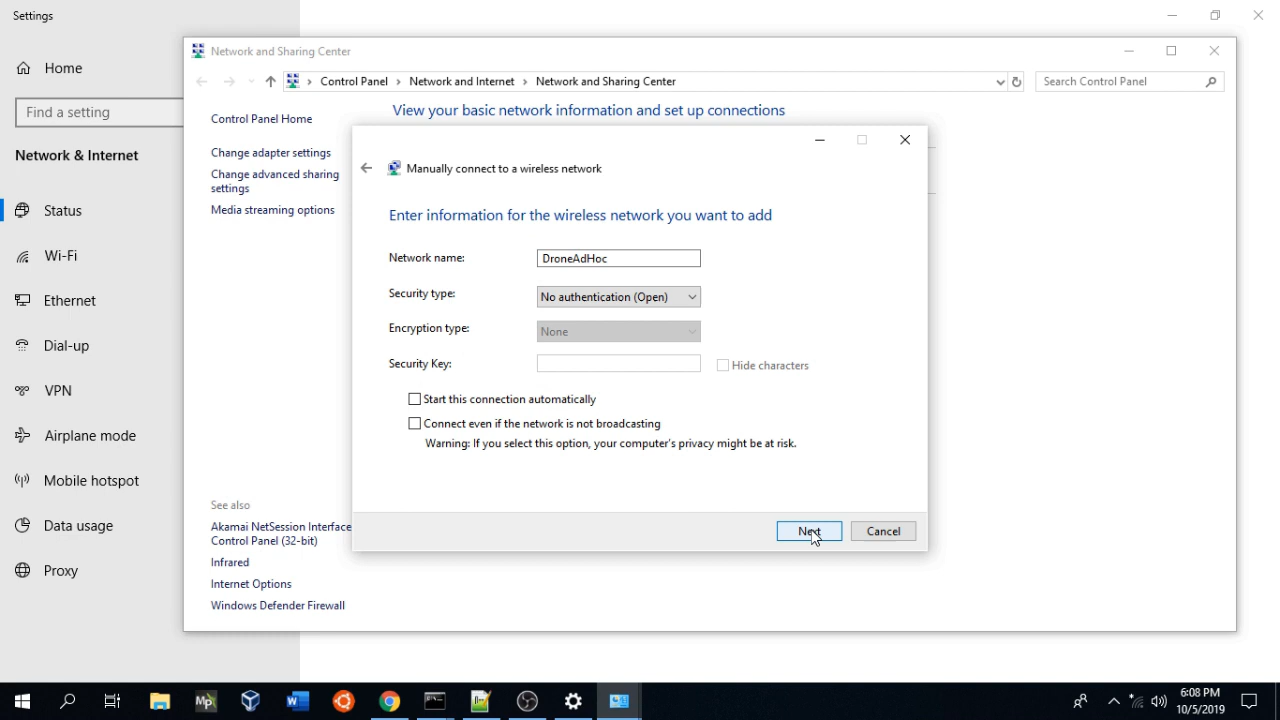 Settings
Network and Sharing Center
Home
Control Panel > Network and Internet > Network and Sharing Center
Search Control Panel
Find a setting
Control Panel Home
View your basic network information and set up connections
Network & Internet
Change adapter settings
Change advanced sharing
settings
Media streaming options
Manually connect to a wireless network
Enter information for the wireless network you want to add
Network name:
DroneAdHoc
Security type:
No authentication (Open)
Encryption type:
None
Security Key:
Hide characters
Start this connection automatically
Connect even if the network is not broadcasting
Warning: If you select this option, your computer's privacy might be at risk.
Next
Cancel
Status
Wi-Fi
Ethernet
Dial-up
VPN
Airplane mode
Mobile hotspot
Data usage
Proxy
See also
Akamai NetSession Interface
Control Panel (32-bit)
Infrared
Internet Options
Windows Defender Firewall
Mp
W
6:08 PM
10/5/2019